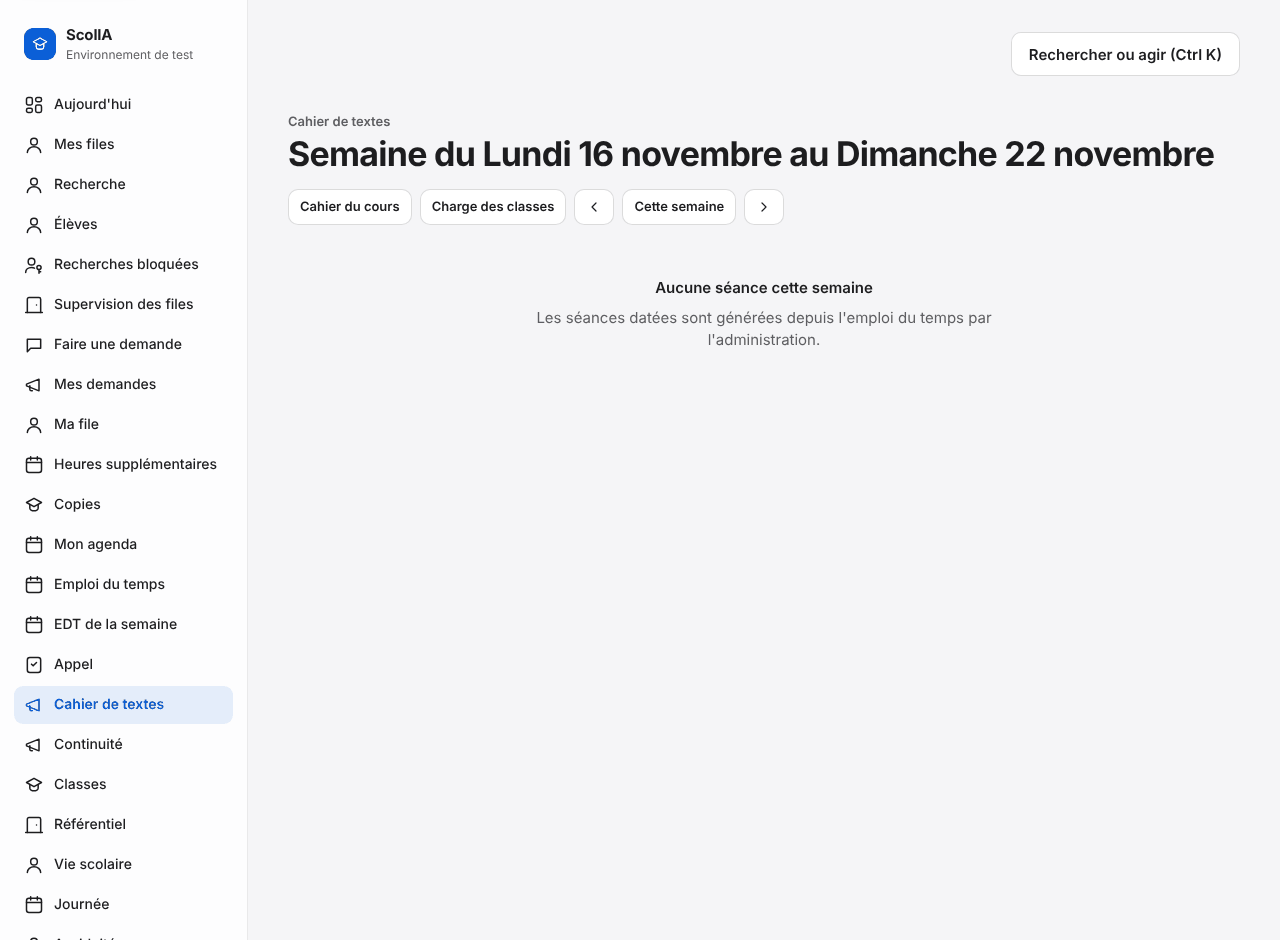 ScolIA
Environnement de test
Rechercher ou agir (Ctrl K)
Aujourd'hui
Mes files
Recherche
Élèves
Recherches bloquées
Supervision des files
Faire une demande
Mes demandes
Ma file
Heures supplémentaires
Copies
Mon agenda
Emploi du temps
EDT de la semaine
Appel
Cahier de textes
Continuité
Classes
Référentiel
Vie scolaire
Journée
Cahier de textes
Semaine du Lundi 16 novembre au Dimanche 22 novembre
Cahier du cours
Charge des classes
Cette semaine
Aucune séance cette semaine
Les séances datées sont générées depuis l'emploi du temps par
l'administration.